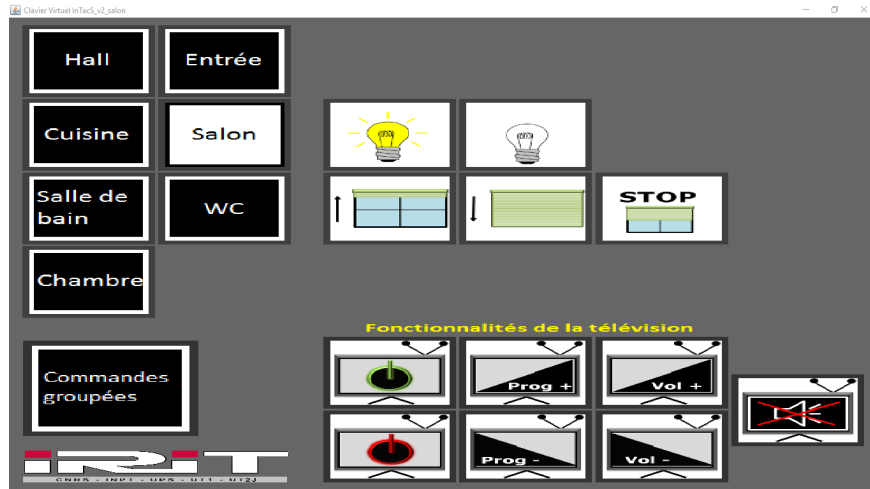 Clavier Virtuel InTacS_v2_salon
Hall
Entrée
Cuisine
Salon
Salle de
bain
WC
STOP
Chambre
Fonctionnalités de la télévision
Prog +
Vol +
Commandes
groupées
Prog -
Vol -
iRiT
CNRS - INPT - UPS - UT1 - UT2J